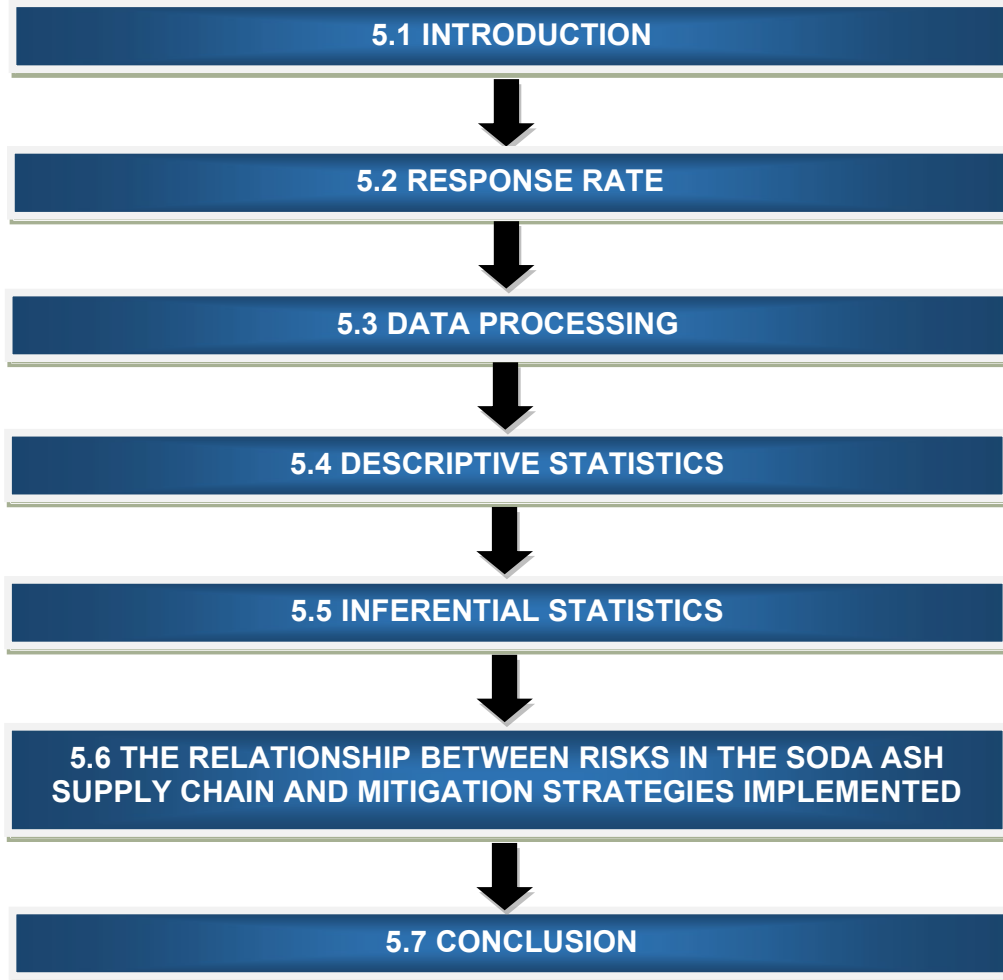 5.1 INTRODUCTION
5.2 RESPONSE RATE
5.3 DATA PROCESSING
5.4 DESCRIPTIVE STATISTICS
5.5 INFERENTIAL STATISTICS
5.6 THE RELATIONSHIP BETWEEN RISKS IN THE SODA ASH
SUPPLY CHAIN AND MITIGATION STRATEGIES IMPLEMENTED
5.7 CONCLUSION